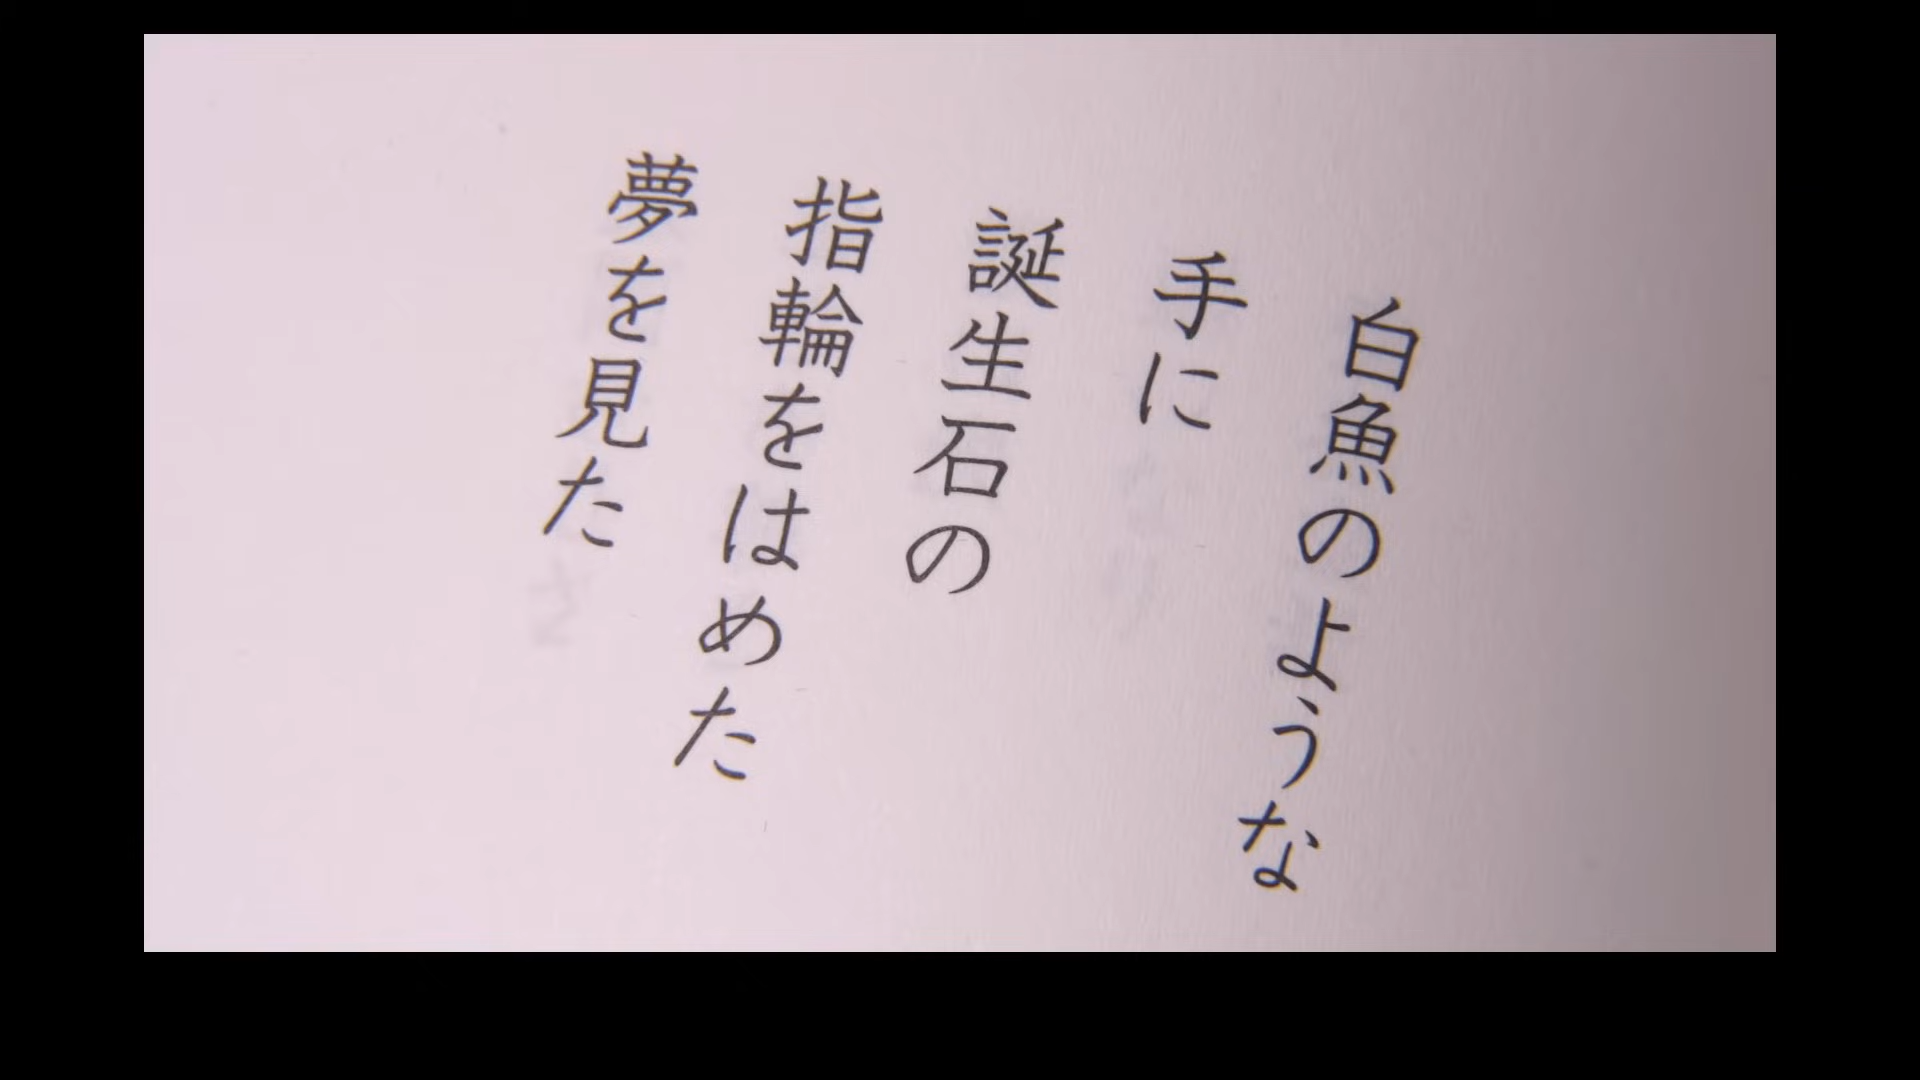 白魚のような
手に
誕生石の
指輪をはめた
夢を見た